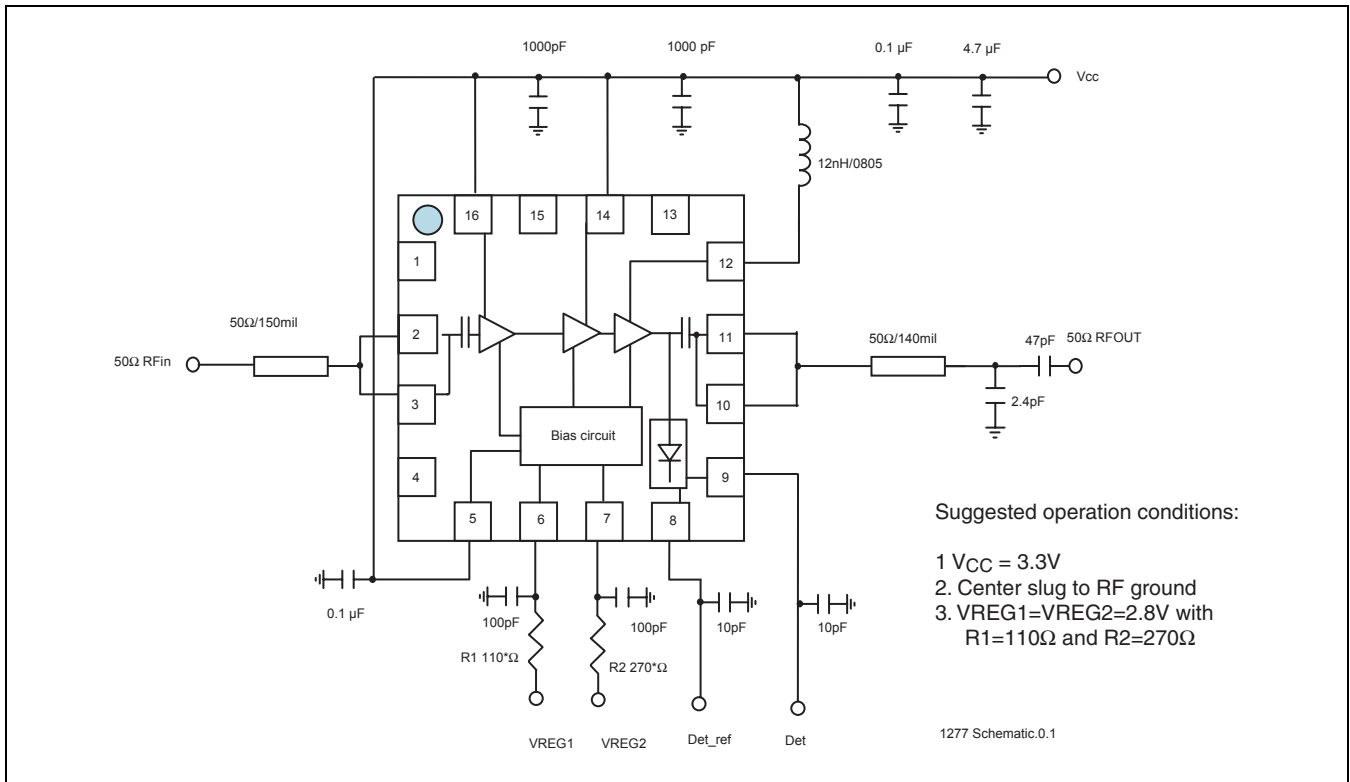 1000pF
1000 pF
0.1 µF
4.7 µF
Vcc
12nH/0805
16
15
14
13
1
12
50Ω/150mil
2
11
50Ω/140mil
47pF
50Ω RFOUT
50Ω RFin
3
10
2.4pF
Bias circuit
4
9
5
6
7
8
0.1 µF
100pF
100pF
10pF
10pF
R1 110*Ω
R2 270*Ω
VREG1
VREG2
Det_ref
Det
Suggested operation conditions:
1 VCC = 3.3V
2. Center slug to RF ground
3. VREG1=VREG2=2.8V with
R1=110Ω and R2=270Ω
1277 Schematic.0.1